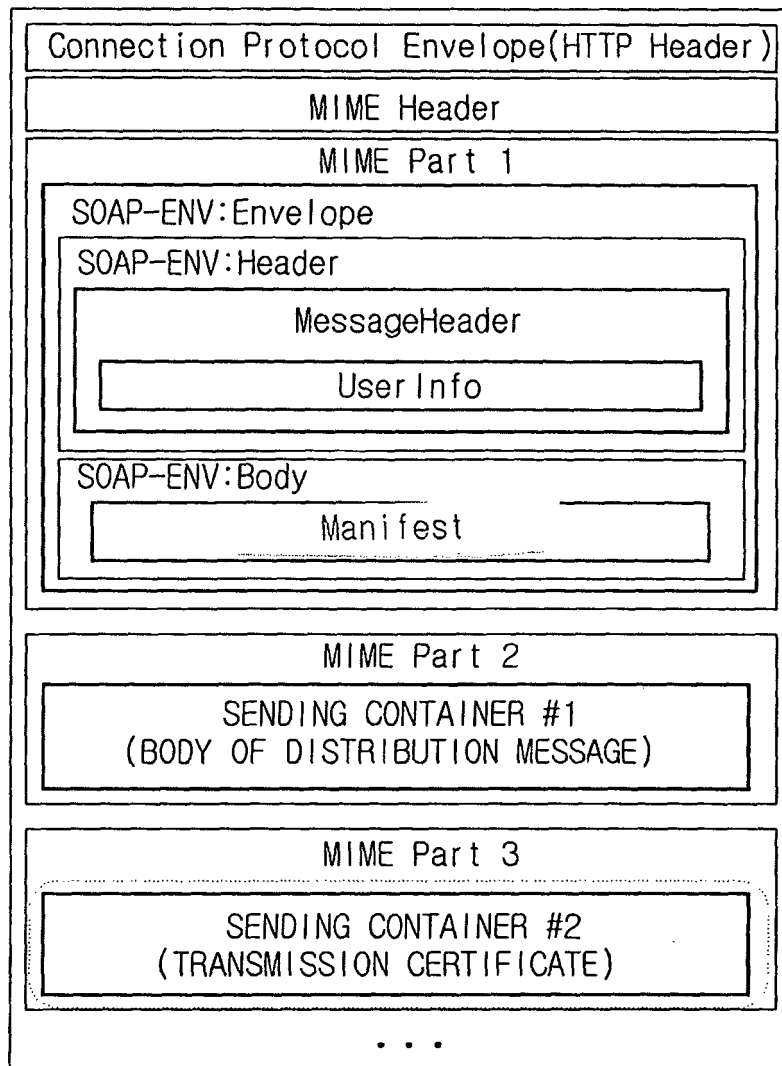 Connection Protocol Envelope(HTTP Header)
MIME Header
MIME Part 1
SOAP-ENV:Envelope
SOAP-ENV:Header
MessageHeader
UserInfo
SOAP-ENV:Body
Manifest
MIME Part 2
SENDING CONTAINER #1
(BODY OF DISTRIBUTION MESSAGE)
MIME Part 3
SENDING CONTAINER #2
(TRANSMISSION CERTIFICATE)
...